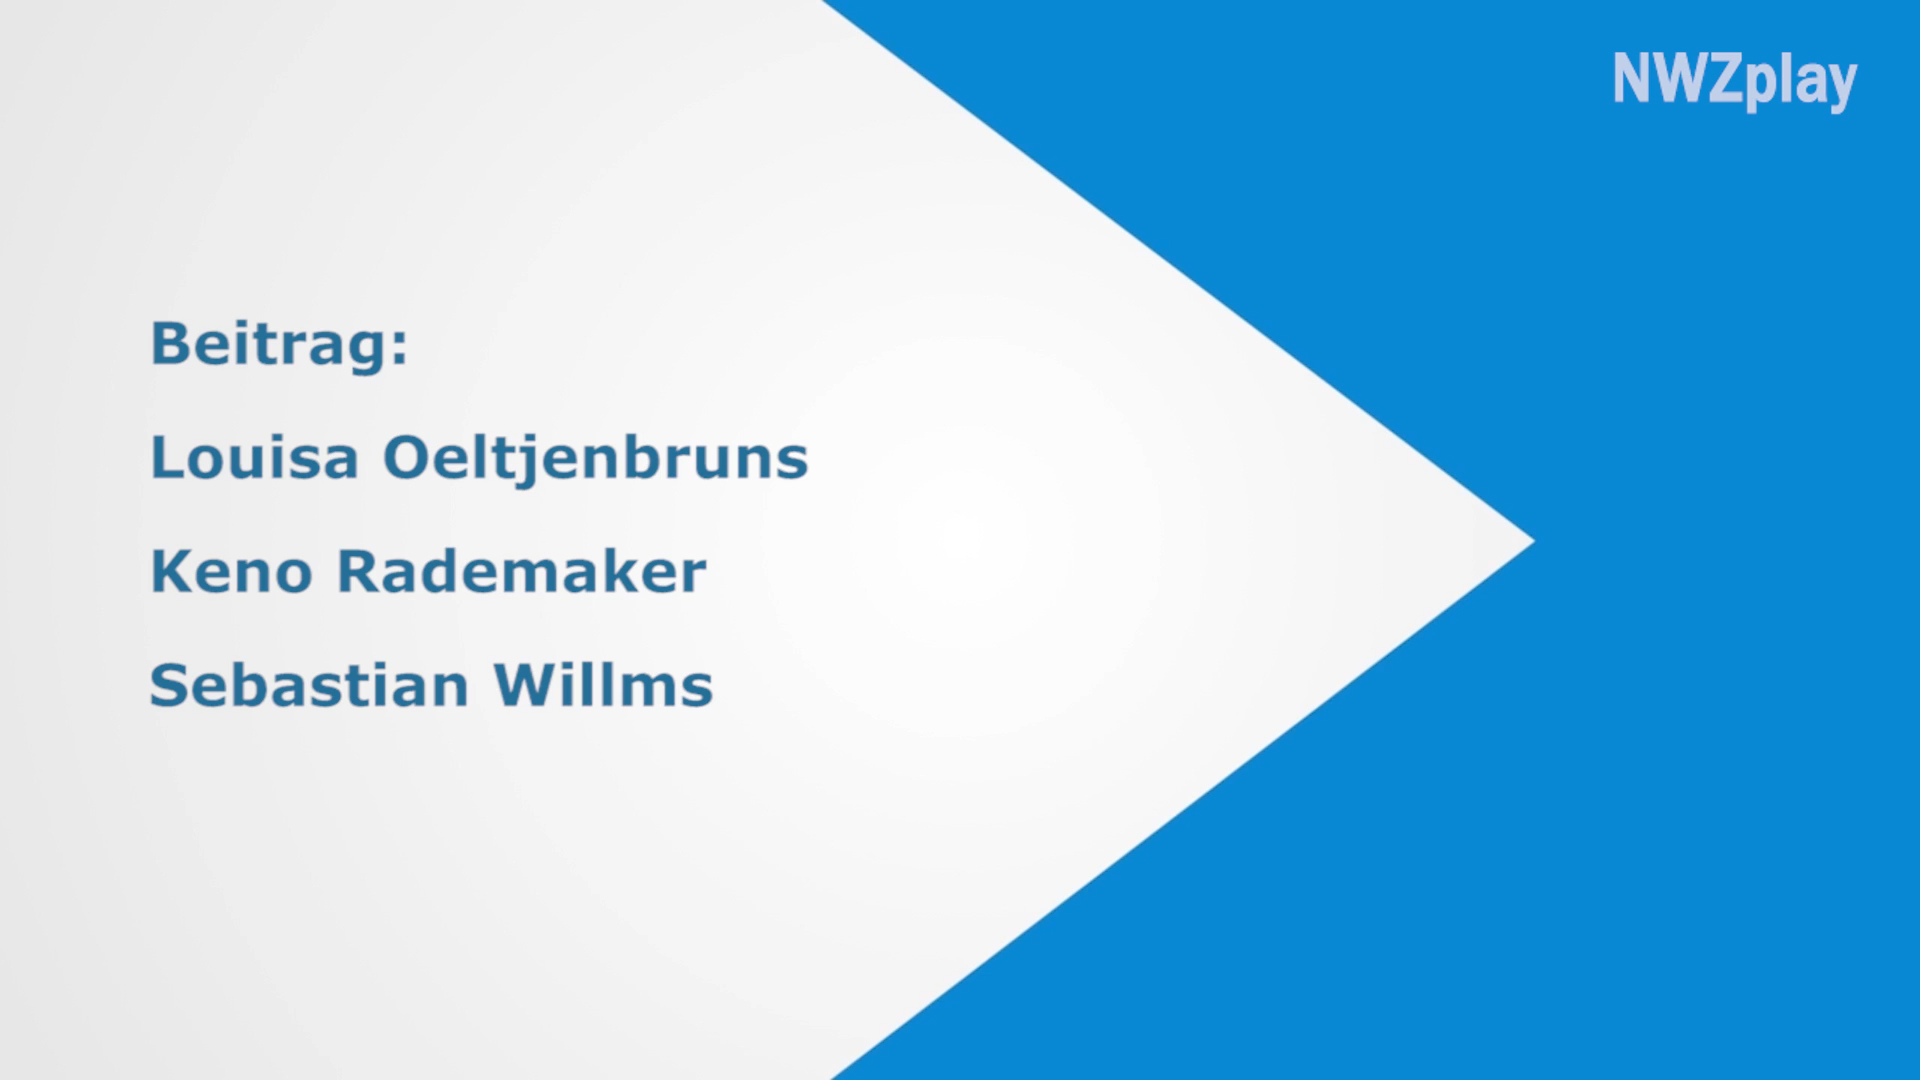 NWZplay
Beitrag:
Louisa Oeltjenbruns
Keno Rademaker
Sebastian Willms